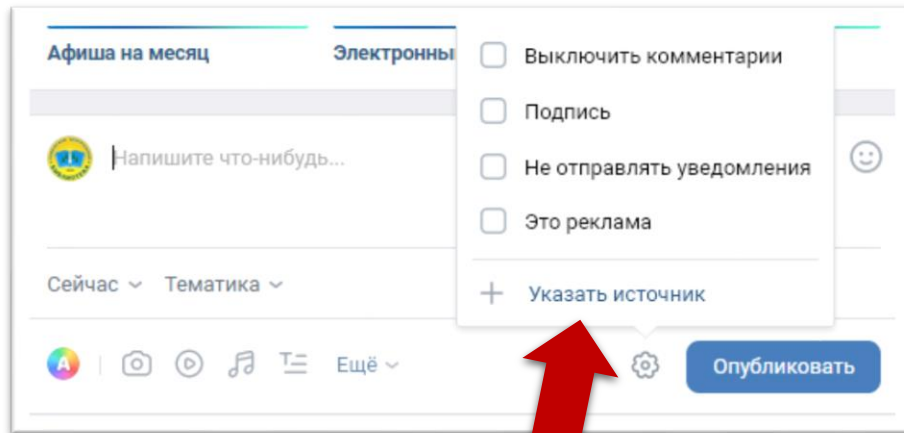 Афиша на месяц
Электронны
Выключить комментарии
Подпись
Напишите что-нибудь...
Не отправлять уведомления
Это реклама
Сейчас Тематика
Указать источник
A
Ещё
Опубликовать